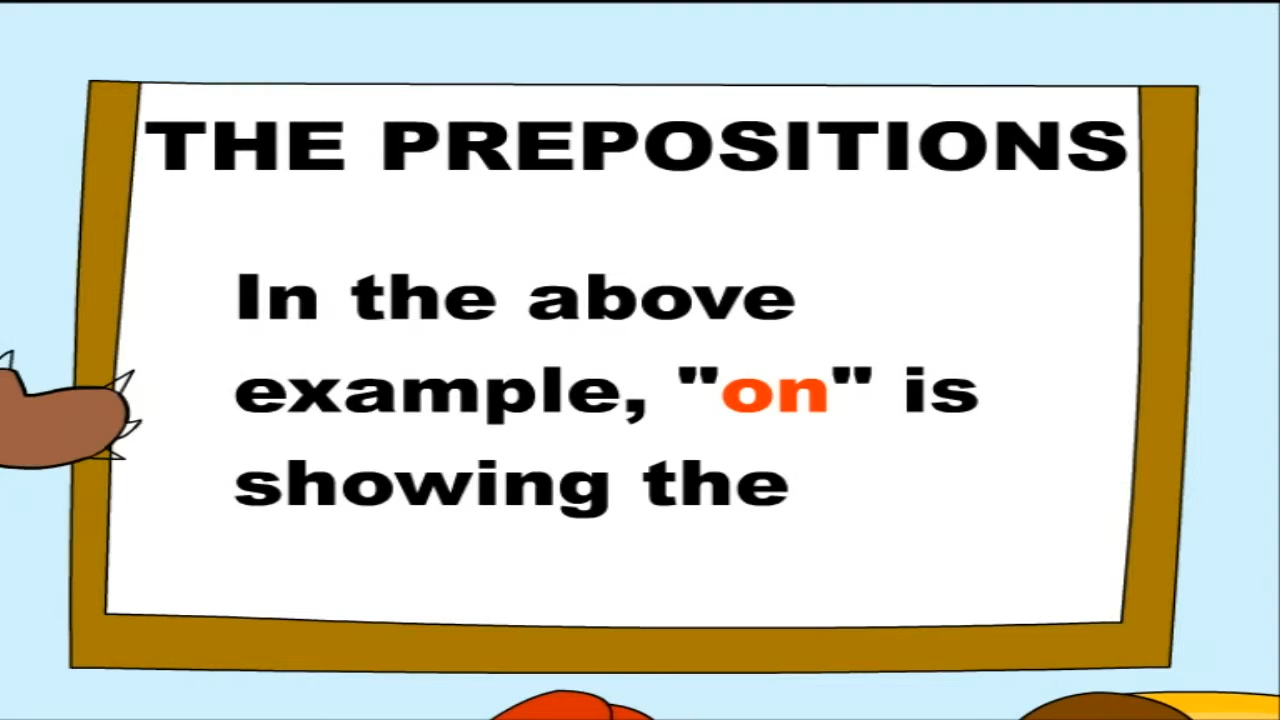 THE PREPOSITIONS
In the above
example, "on" is
showing the